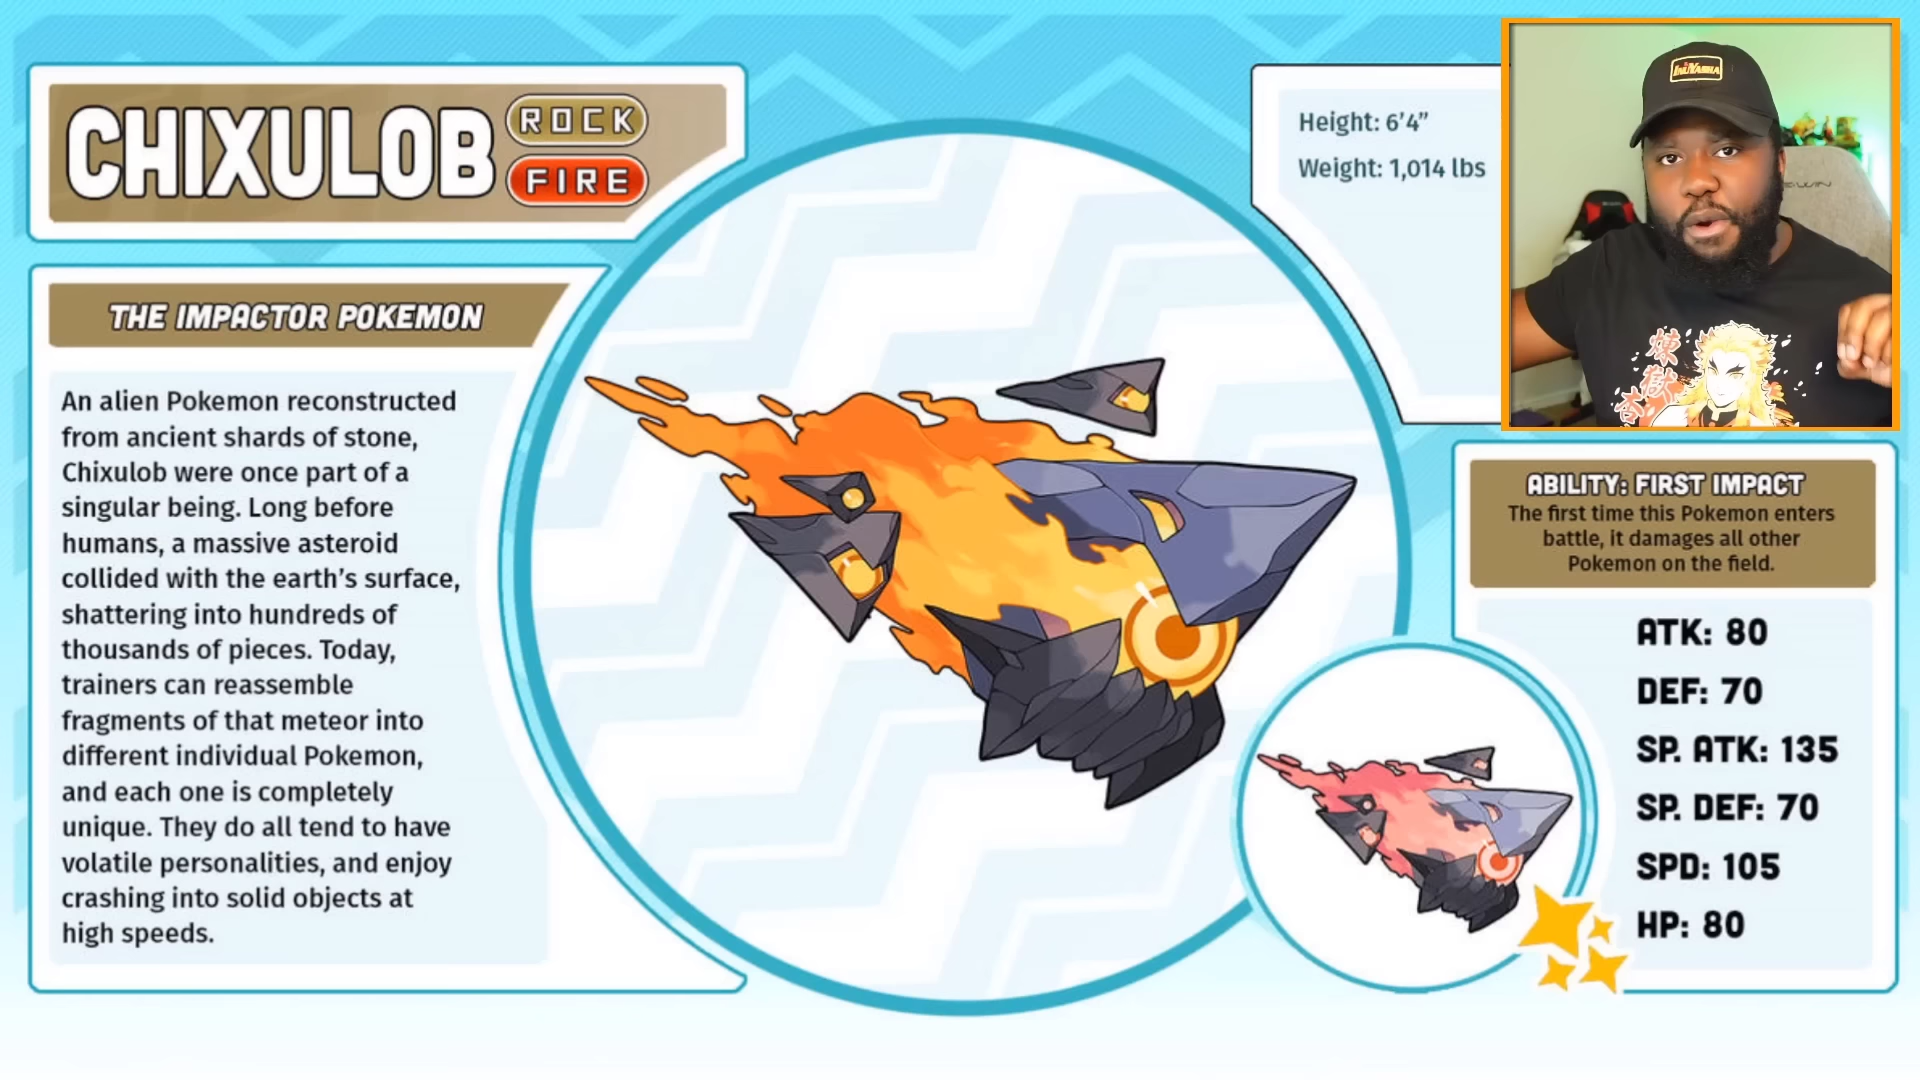 CHIXULOB
ROCK
FIRE
THE IMPACTOR POKEMON
An alien Pokemon reconstructed
from ancient shards of stone,
Chixulob were once part of a
singular being. Long before
humans, a massive asteroid
collided with the earth’s surface,
shattering into hundreds of
thousands of pieces. Today,
trainers can reassemble
fragments of that meteor into
different individual Pokemon,
and each one is completely
unique. They do all tend to have
volatile personalities, and enjoy
crashing into solid objects at
high speeds.
Height: 6’4”
Weight: 1,014 lbs
INUYASHA
煉
獄
杏
ABILITY: FIRST IMPACT
The first time this Pokemon enters
battle, it damages all other
Pokemon on the field.
ATK: 80
DEF: 70
SP. ATK: 135
SP. DEF: 70
SPD: 105
HP: 80